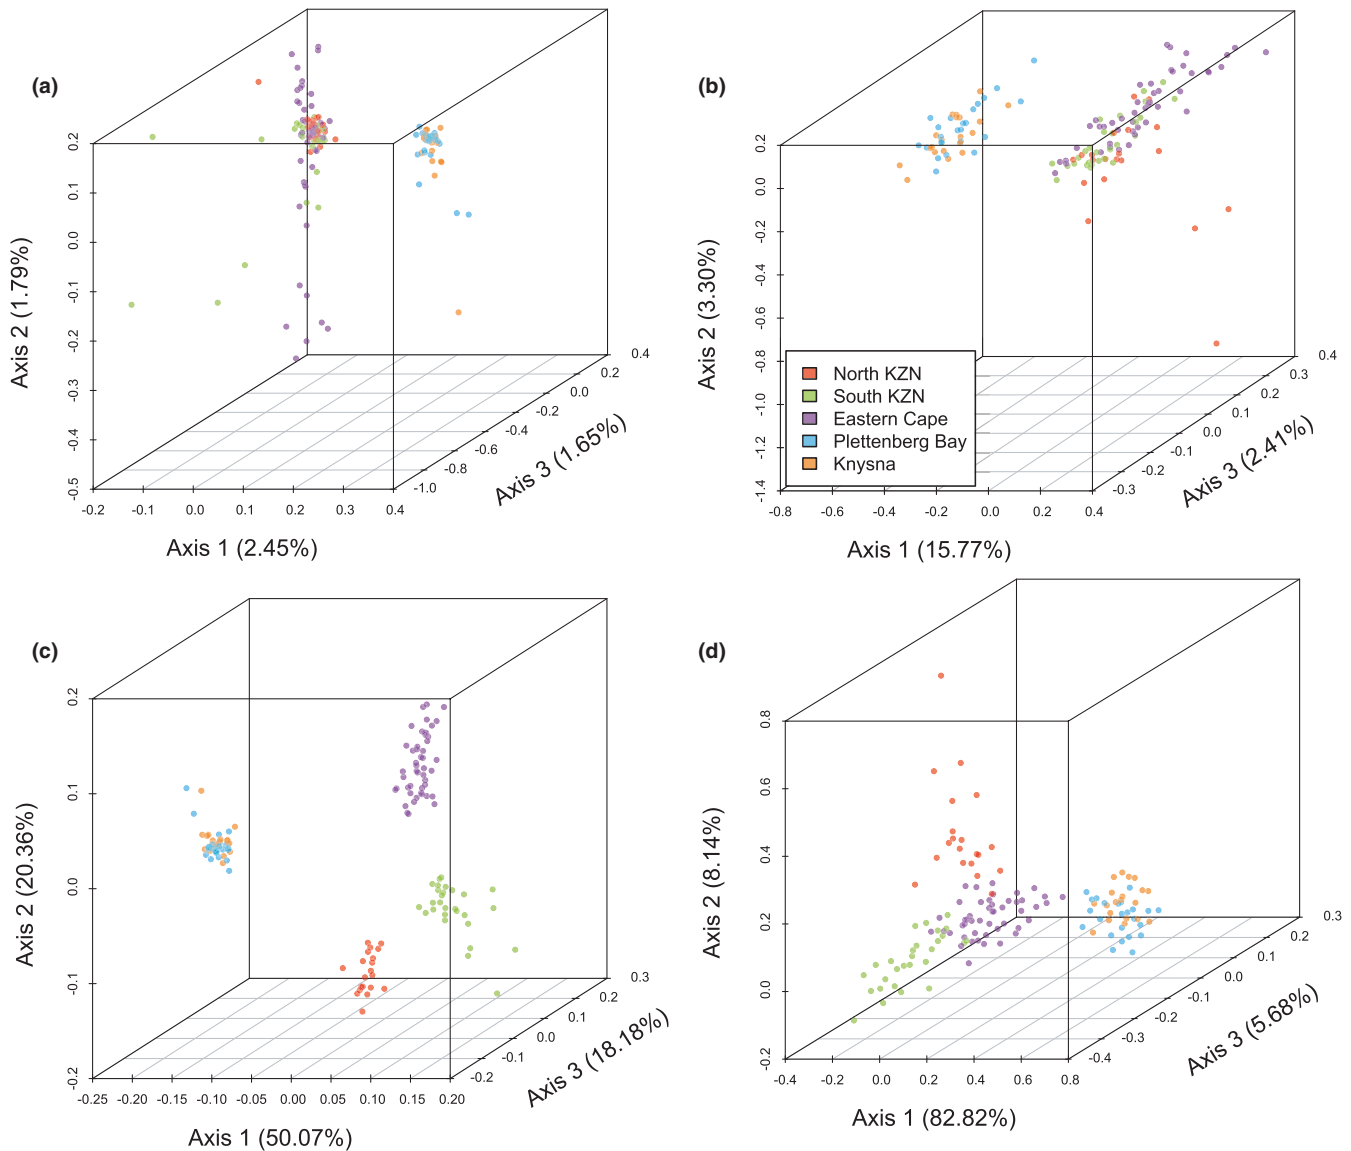 (a)
0.2
0.1
0.0
-0.1
-0.2
-0.3
-0.4
-0.5
Axis 2 (1.79%)
-0.2 -0.1 0.0 0.1 0.2 0.3 0.4
Axis 1 (2.45%)
0.4
0.2
0.0
-0.2
-0.4
-0.6
-0.8
-1.0
Axis 3 (1.65%)
(b)
0.2
0.0
-0.2
-0.4
-0.6
-0.8
-1.0
-1.2
-1.4
Axis 2 (3.30%)
North KZN
South KZN
Eastern Cape
Plettenberg Bay
Knysna
-0.8 -0.6 -0.4 -0.2 0.0 0.2 0.4
Axis 1 (15.77%)
0.4
0.3
0.2
0.1
0.0
-0.1
-0.2
-0.3
Axis 3 (2.41%)
(c)
0.2
0.1
0.0
-0.1
-0.2
Axis 2 (20.36%)
-0.25 -0.20 -0.15 -0.10 -0.05 0.00 0.05 0.10 0.15 0.20
Axis 1 (50.07%)
0.3
0.2
0.1
0.0
-0.1
-0.2
Axis 3 (18.18%)
(d)
0.8
0.6
0.4
0.2
0.0
-0.2
Axis 2 (8.14%)
-0.4 -0.2 0.0 0.2 0.4 0.6 0.8
Axis 1 (82.82%)
0.3
0.2
0.1
0.0
-0.1
-0.2
-0.3
-0.4
Axis 3 (5.68%)